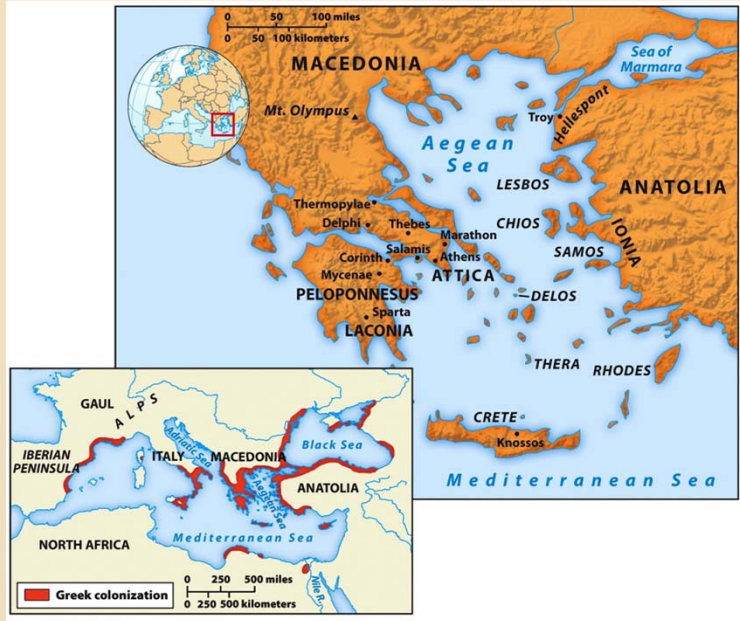 0 50 100 miles
0 50 100 kilometers
MACEDONIA
Sea of
Marmara
Mt. Olympus
Troy
Hellespont
Aegean
Sea
LESBOS
ANATOLIA
Thermopylae
Delphi
Thebes
CHIOS
Marathon
IONIA
Salamis
SAMOS
Corinth
Athens
Mycenae
ATTICA
PELOPONNESUS
DELOS
Sparta
LACONIA
THERA
RHODES
CRETE
Knossos
Mediterranean Sea
GAUL
ALPS
Adriatic Sea
Black Sea
IBERIAN
PENINSULA
ITALY
MACEDONIA
Aegean Sea
ANATOLIA
Mediterranean Sea
NORTH AFRICA
0 250 500 miles
0 250 500 kilometers
Nile R.
Greek colonization